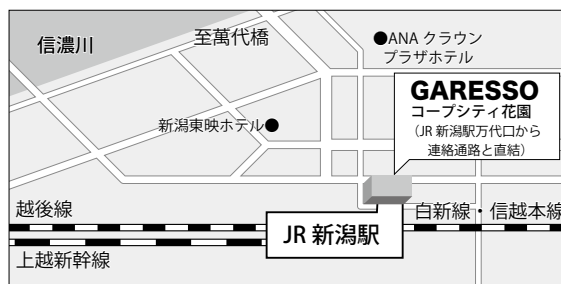 信濃川
至萬代橋
●ANA クラウン
プラザホテル
GARESSO
コープシティ花園
（JR 新潟駅万代口から
連絡通路と直結）
新潟東映ホテル●
越後線
JR 新潟駅
白新線・信越本線
上越新幹線